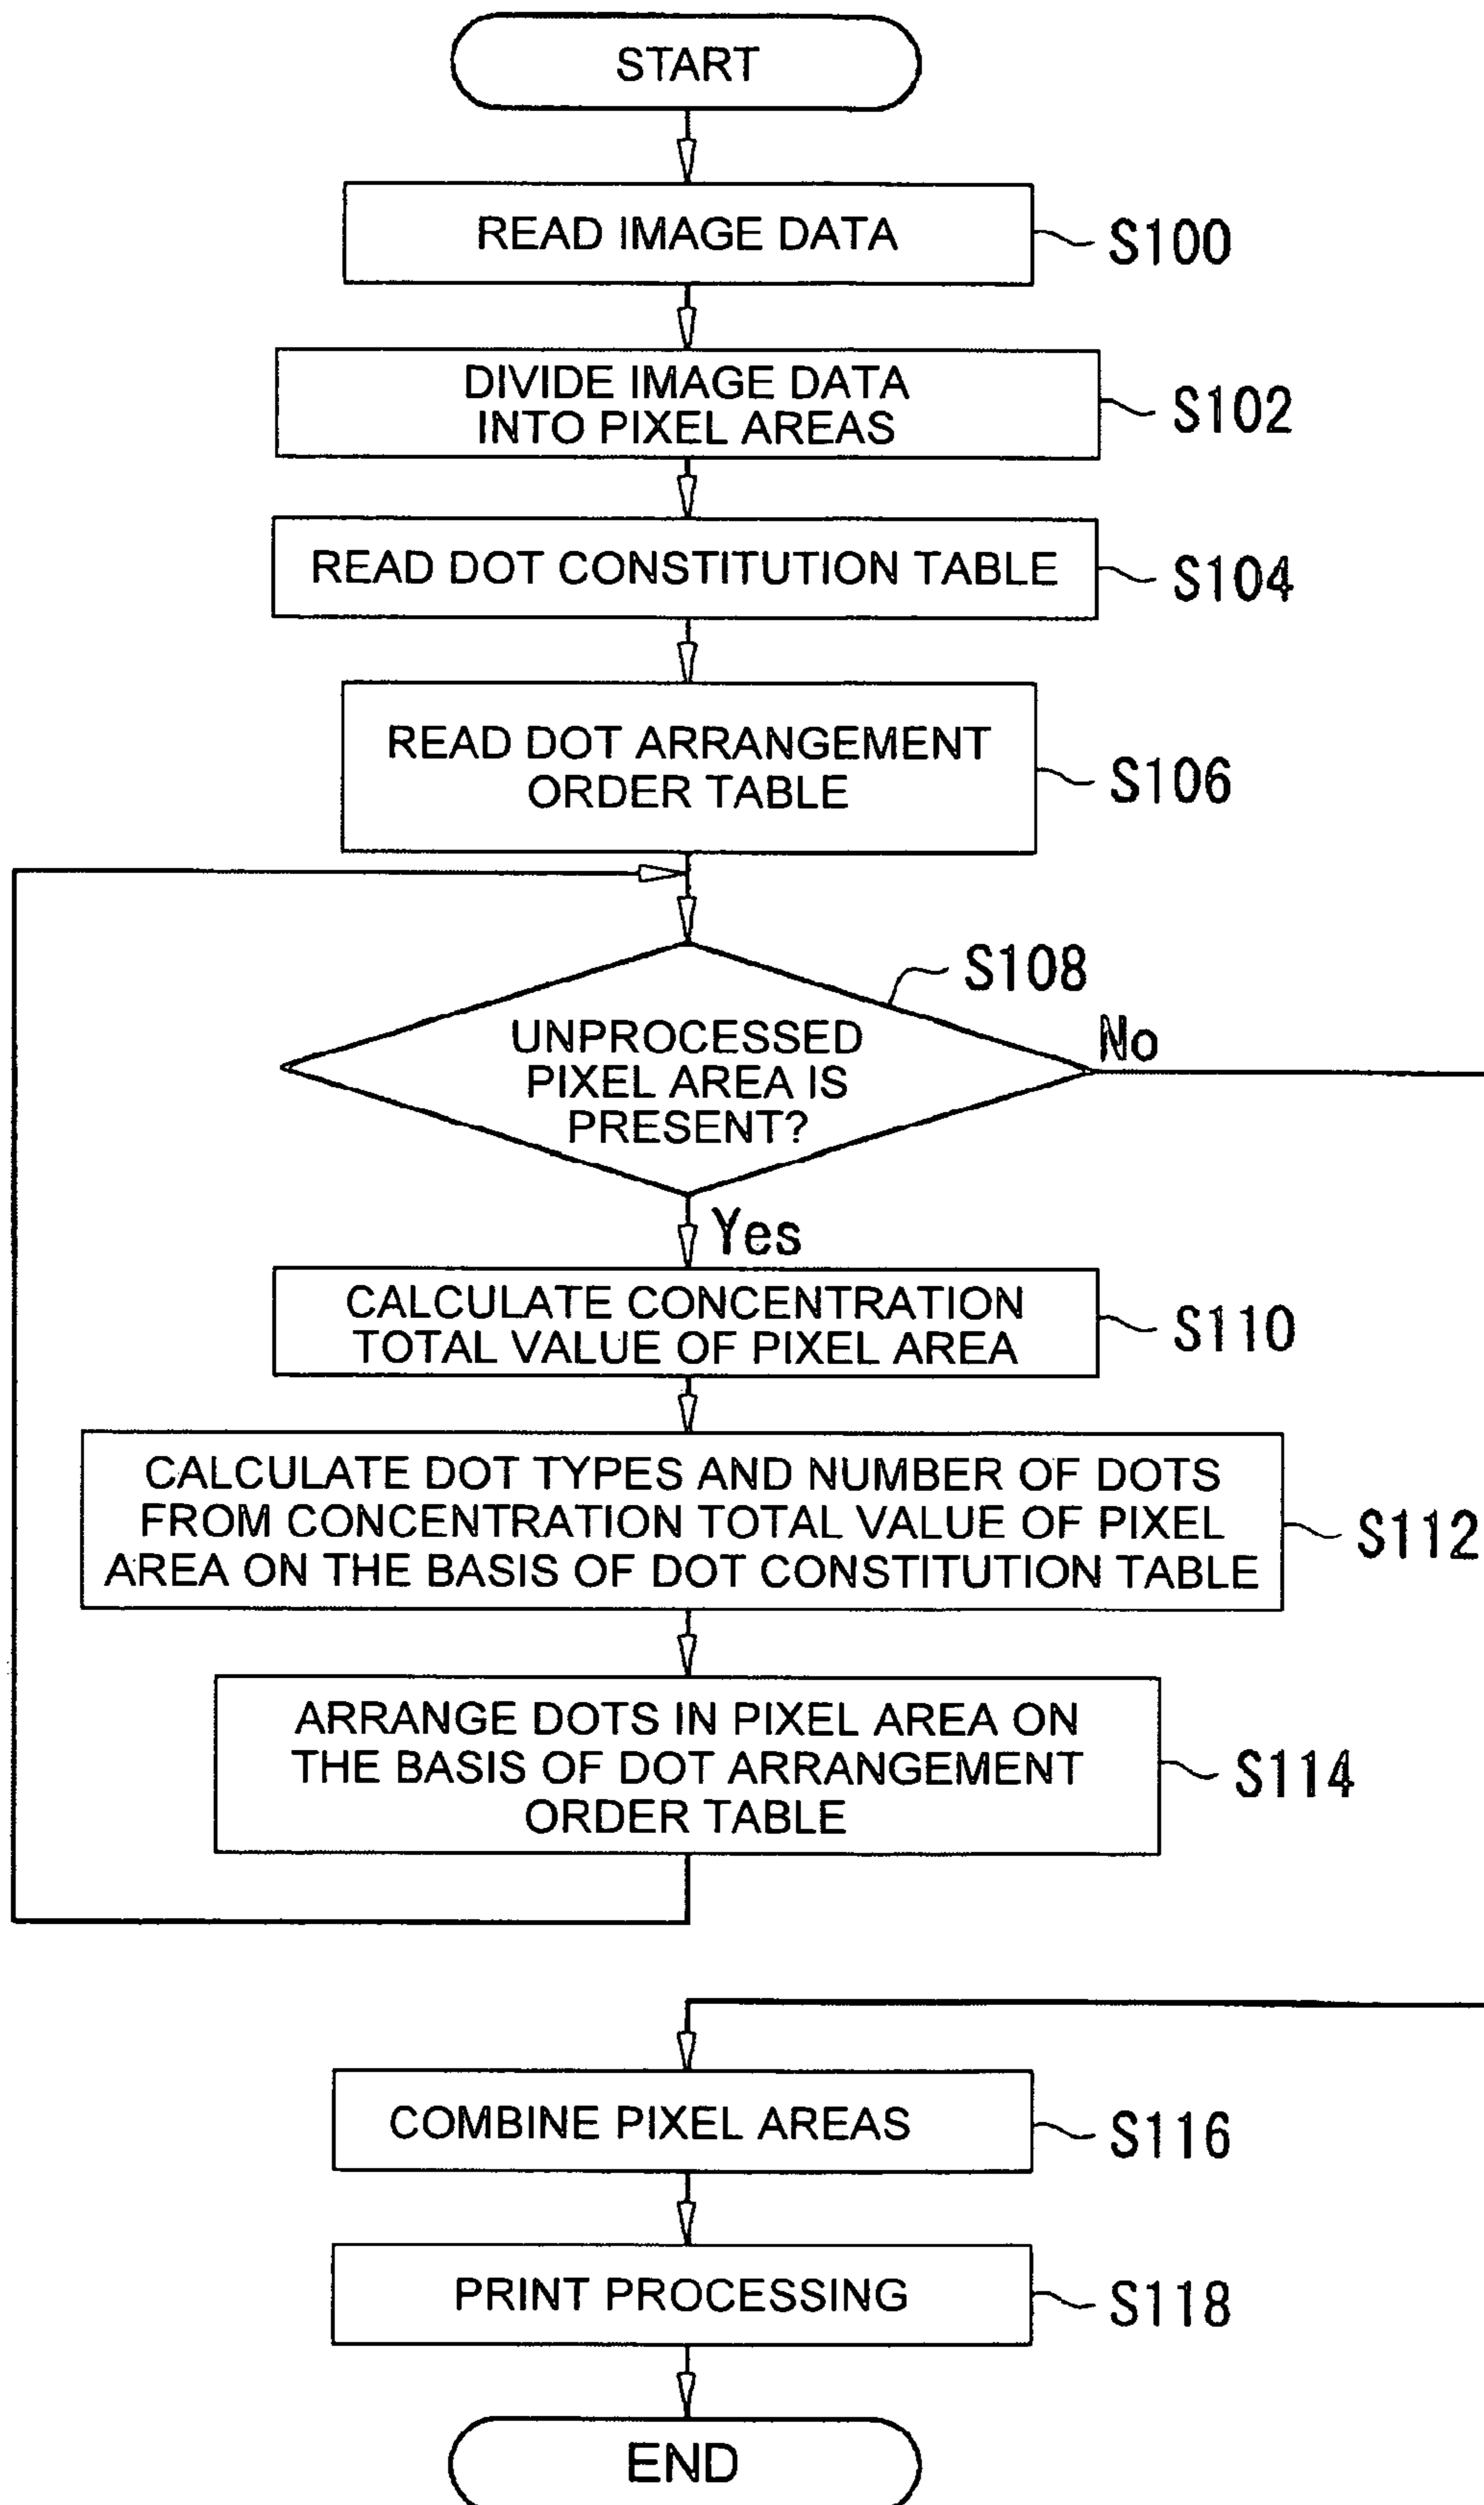 START
READ IMAGE DATA
S100
DIVIDE IMAGE DATA
INTO PIXEL AREAS
S102
READ DOT CONSTITUTION TABLE
S104
READ DOT ARRANGEMENT
ORDER TABLE
S106
S108
UNPROCESSED
PIXEL AREA IS
PRESENT?
No
Yes
CALCULATE CONCENTRATION
TOTAL VALUE OF PIXEL AREA
S110
CALCULATE DOT TYPES AND NUMBER OF DOTS
FROM CONCENTRATION TOTAL VALUE OF PIXEL
AREA ON THE BASIS OF DOT CONSTITUTION TABLE
S112
ARRANGE DOTS IN PIXEL AREA ON
THE BASIS OF DOT ARRANGEMENT
ORDER TABLE
S114
COMBINE PIXEL AREAS
S116
PRINT PROCESSING
S118
END